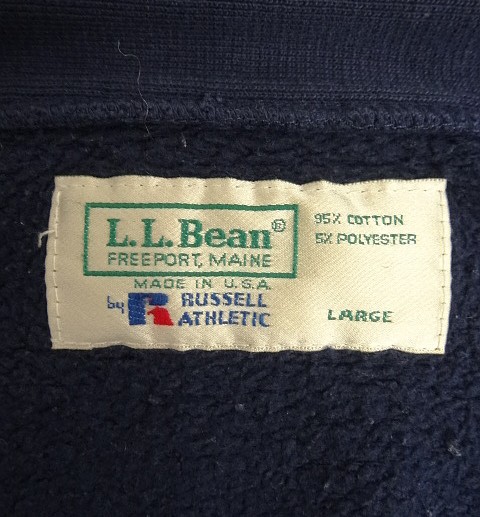 L.L.Bean®
FREEPORT, MAINE
MADE IN U.S.A.
by R RUSSELL
ATHLETIC
95% COTTON
5% POLYESTER
LARGE